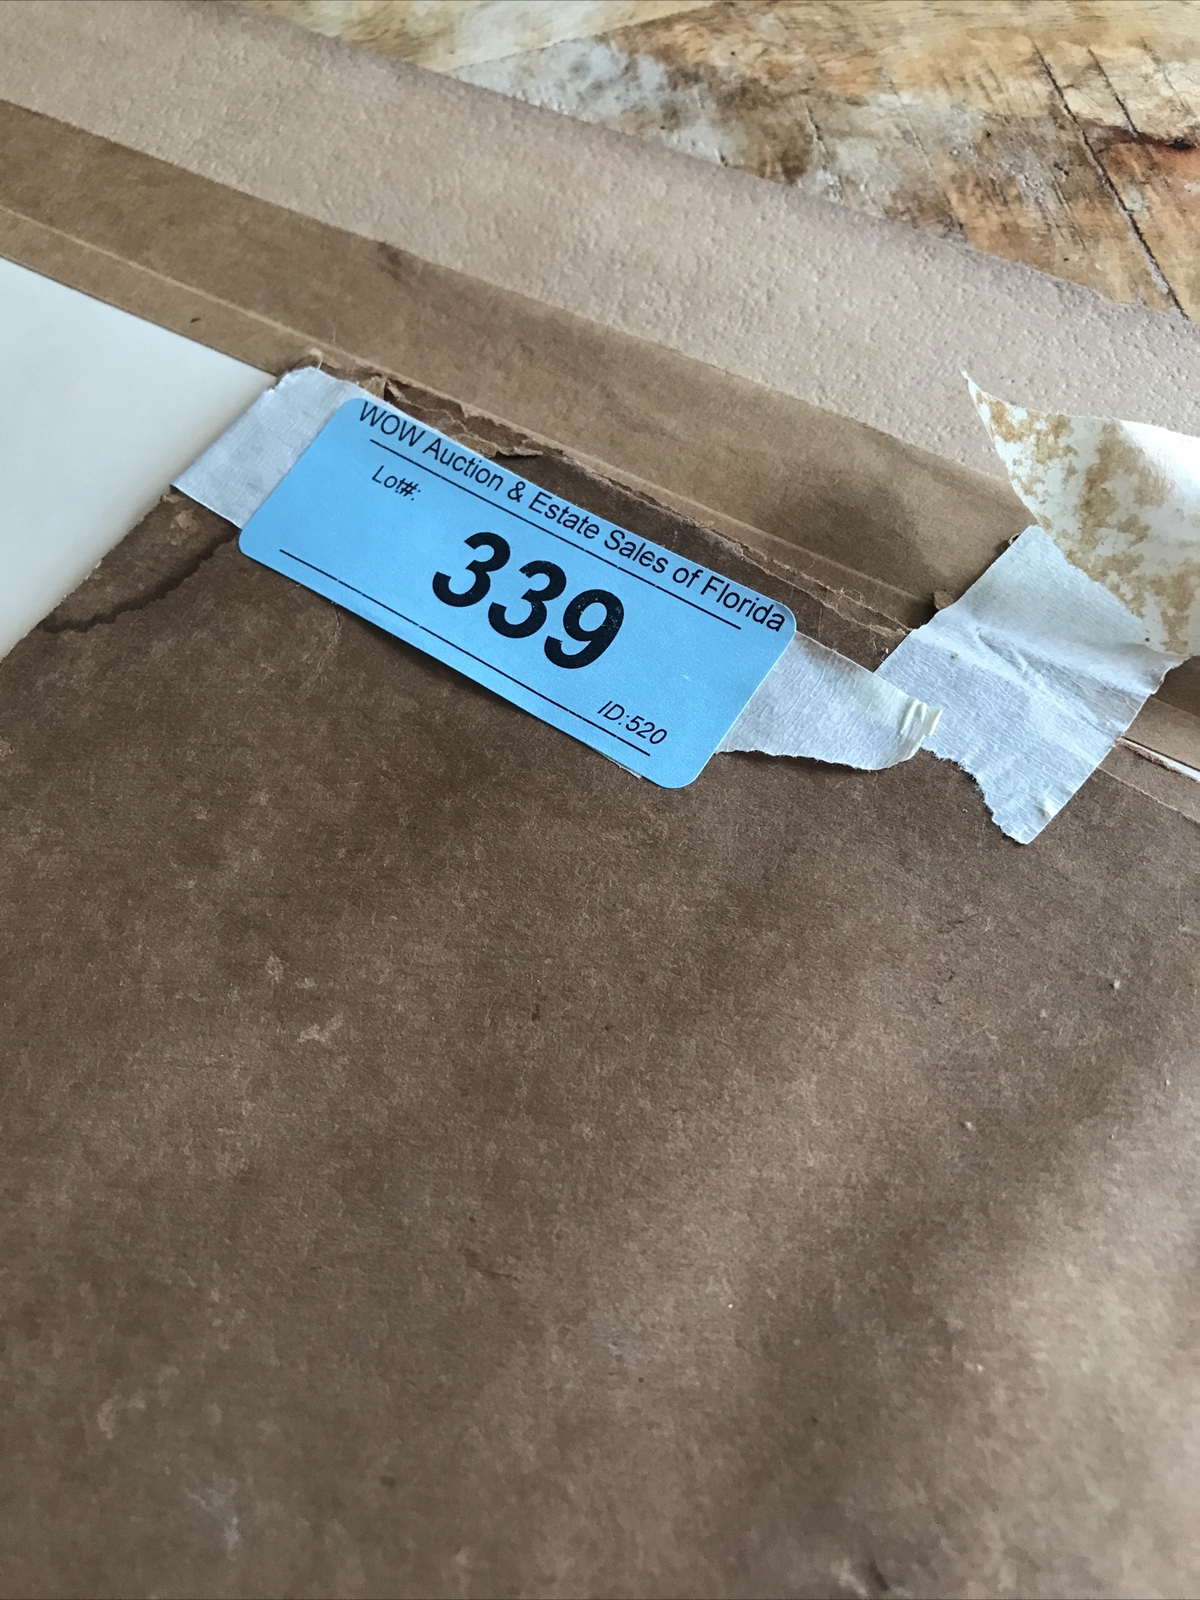 WOW Auction & Estate Sales of Florida
Lot#:
339
ID:520